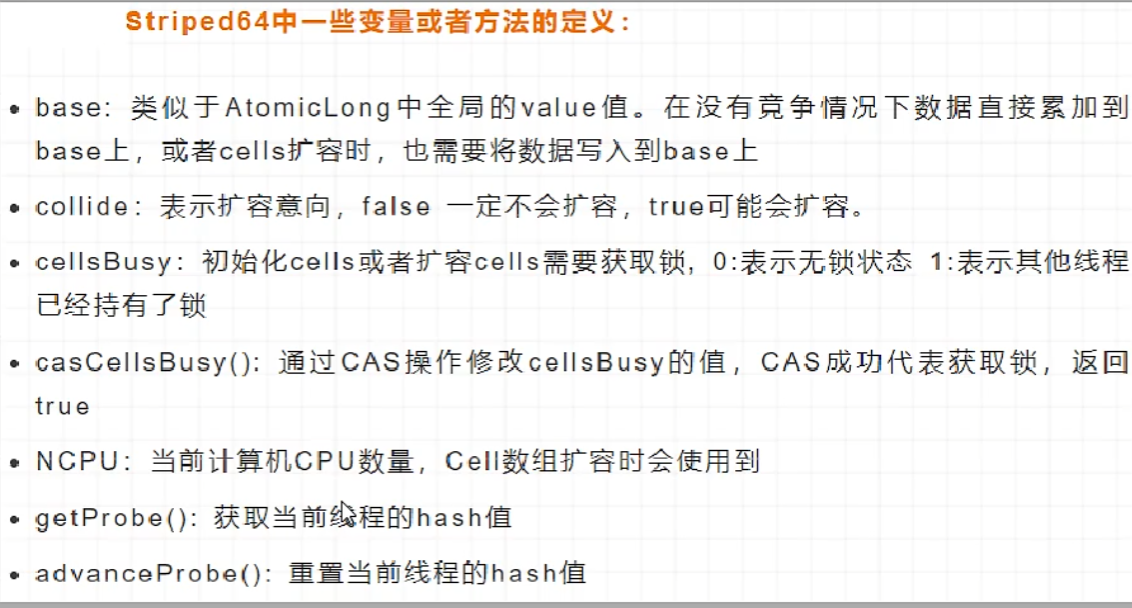 Striped64中一些变量或者方法的定义：
• base: 类似于AtomicLong中全局的value值。在没有竞争情况下数据直接累加到
base上，或者cells扩容时，也需要将数据写入到base上
• collide：表示扩容意向，false 一定不会扩容，true可能会扩容。
• cellsBusy：初始化cells或者扩容cells需要获取锁, 0:表示无锁状态 1:表示其他线程
已经持有了锁
• casCellsBusy(): 通过CAS操作修改cellsBusy的值，CAS成功代表获取锁，返回
true
• NCPU：当前计算机CPU数量，Cell数组扩容时会使用到
• getProbe(): 获取当前线程的hash值
• advanceProbe(): 重置当前线程的hash值